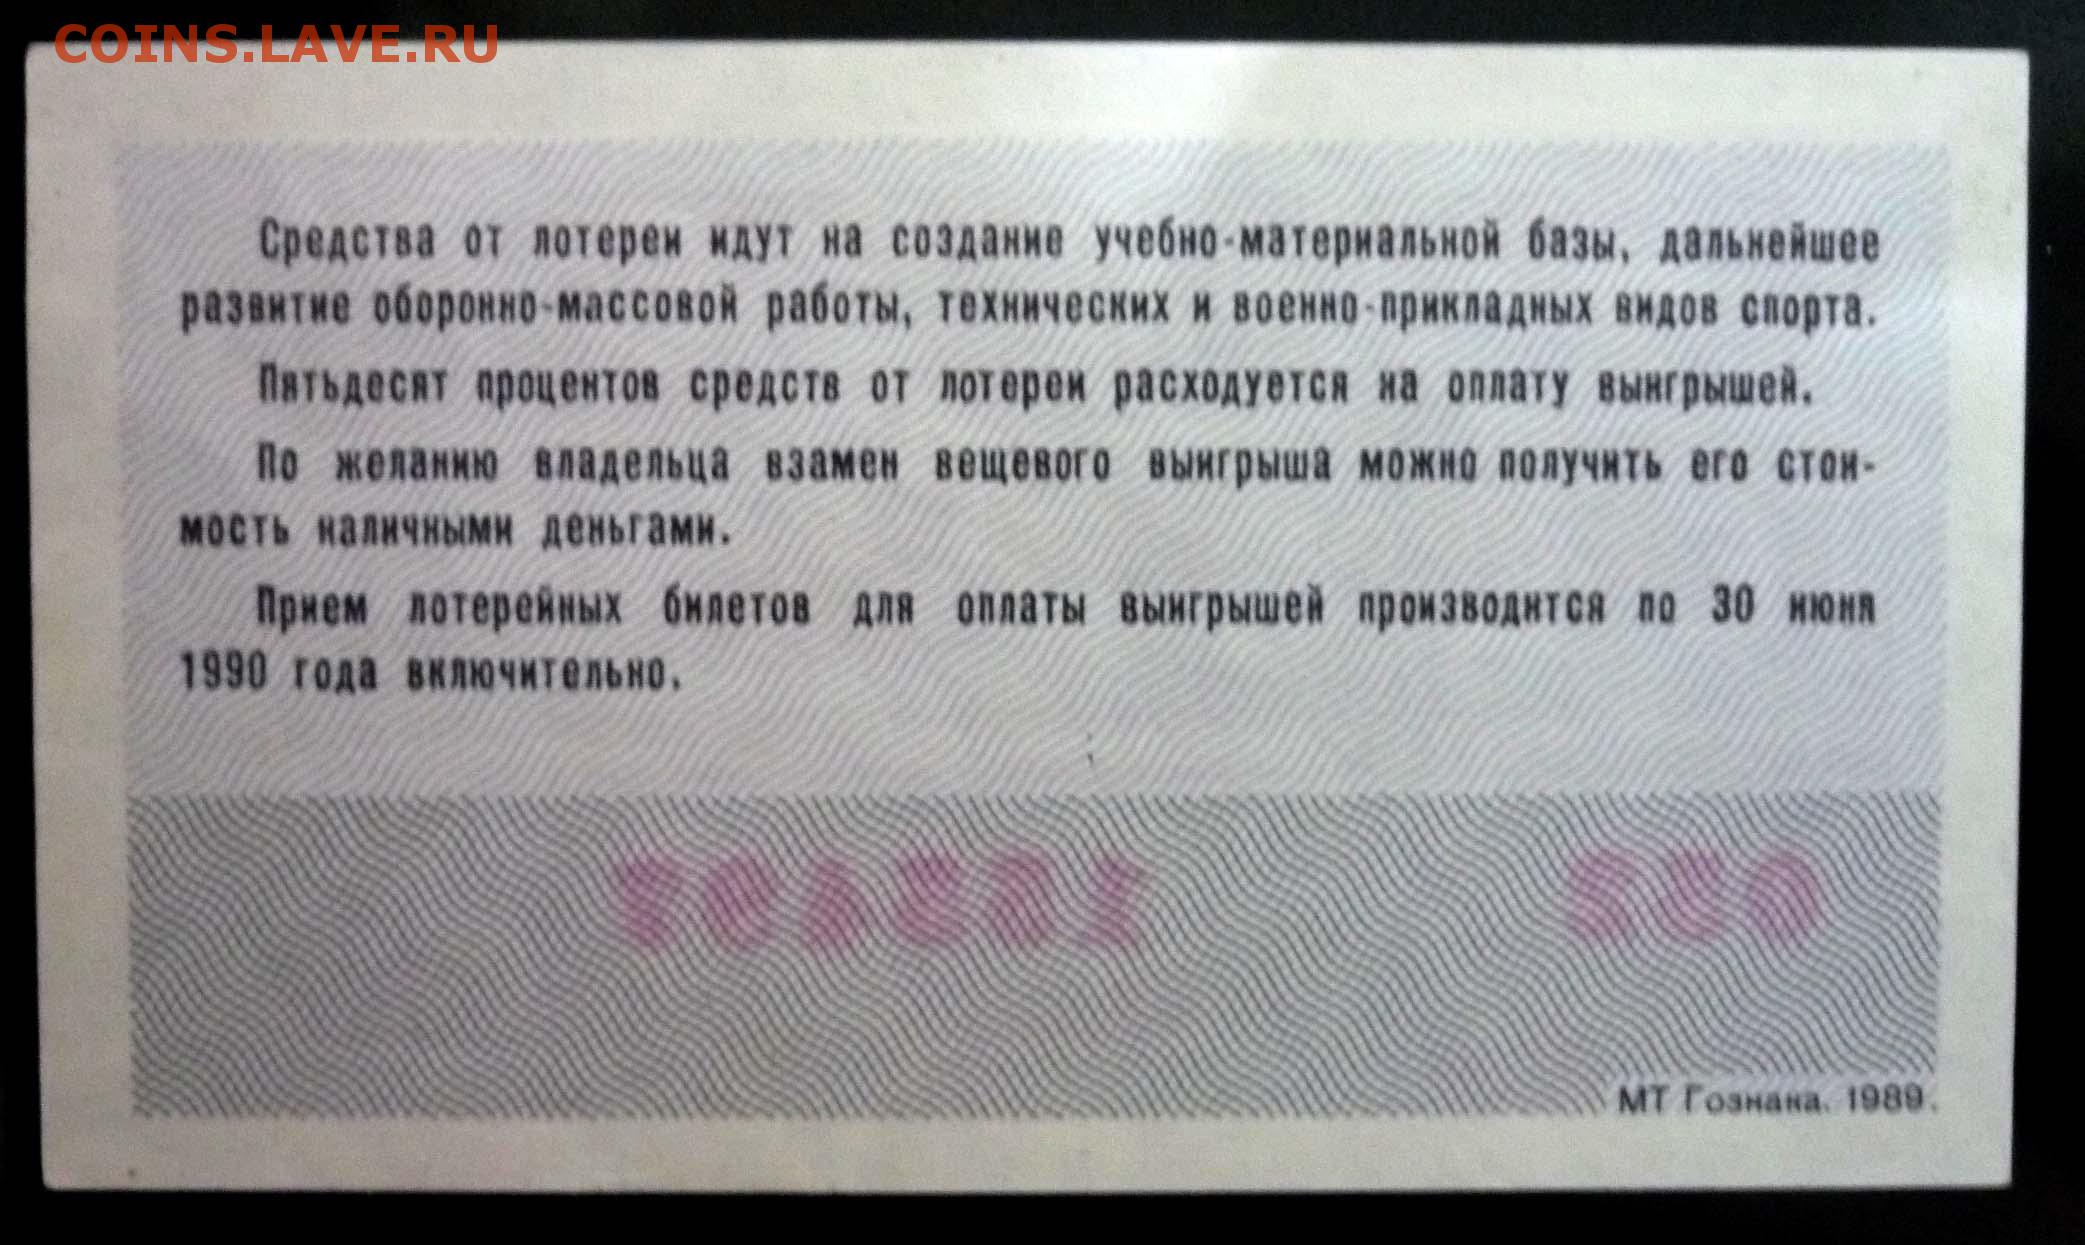 COINS.LAVE.RU
Средства от лотереи идут на создание учебно-материальной базы, дальнейшее
развитие оборонно-массовой работы, технических и военно-прикладных видов спорта.
Пятьдесят процентов средств от лотереи расходуется на оплату выигрышей.
По желанию владельца взамен вещевого выигрыша можно получить его стои-
мость наличными деньгами.
Прием лотерейных билетов для оплаты выигрышей производится по 30 июня
1990 года включительно.
МТ Гознака. 1989.